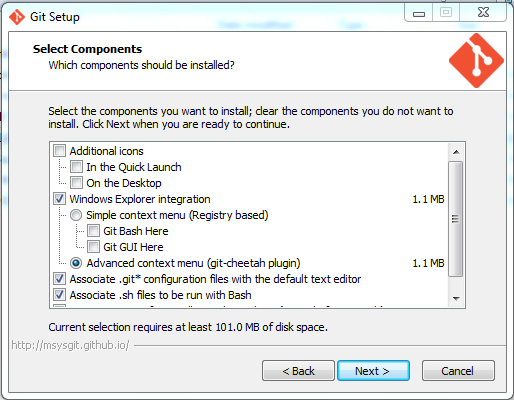 Git Setup
Select Components
Which components should be installed?
Select the components you want to install; clear the components you do not want to
install. Click Next when you are ready to continue.
Additional icons
In the Quick Launch
On the Desktop
Windows Explorer integration 1.1 MB
Simple context menu (Registry based)
Git Bash Here
Git GUI Here
Advanced context menu (git-cheetah plugin) 1.1 MB
Associate .git* configuration files with the default text editor
Associate .sh files to be run with Bash
Current selection requires at least 101.0 MB of disk space.
http://msysgit.github.io/
< Back
Next >
Cancel